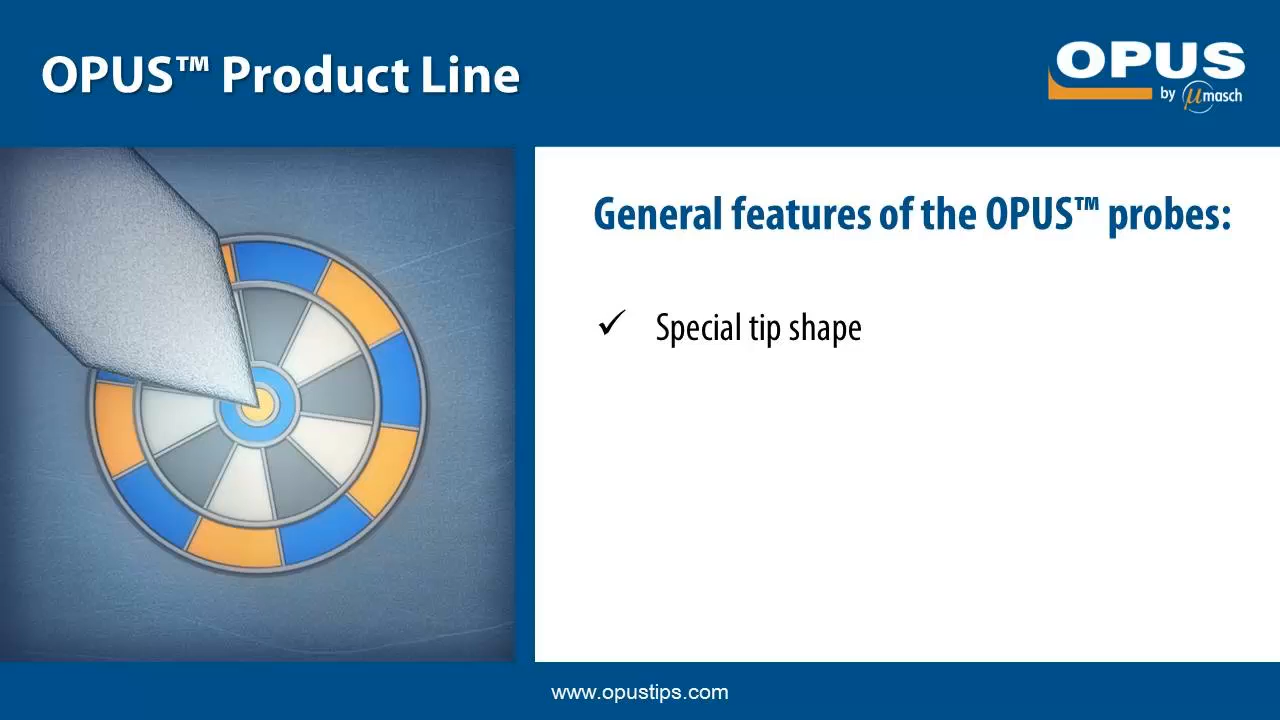 OPUS™ Product Line
OPUS
by µmasch
General features of the OPUS™ probes:
✓ Special tip shape
www.opustips.com